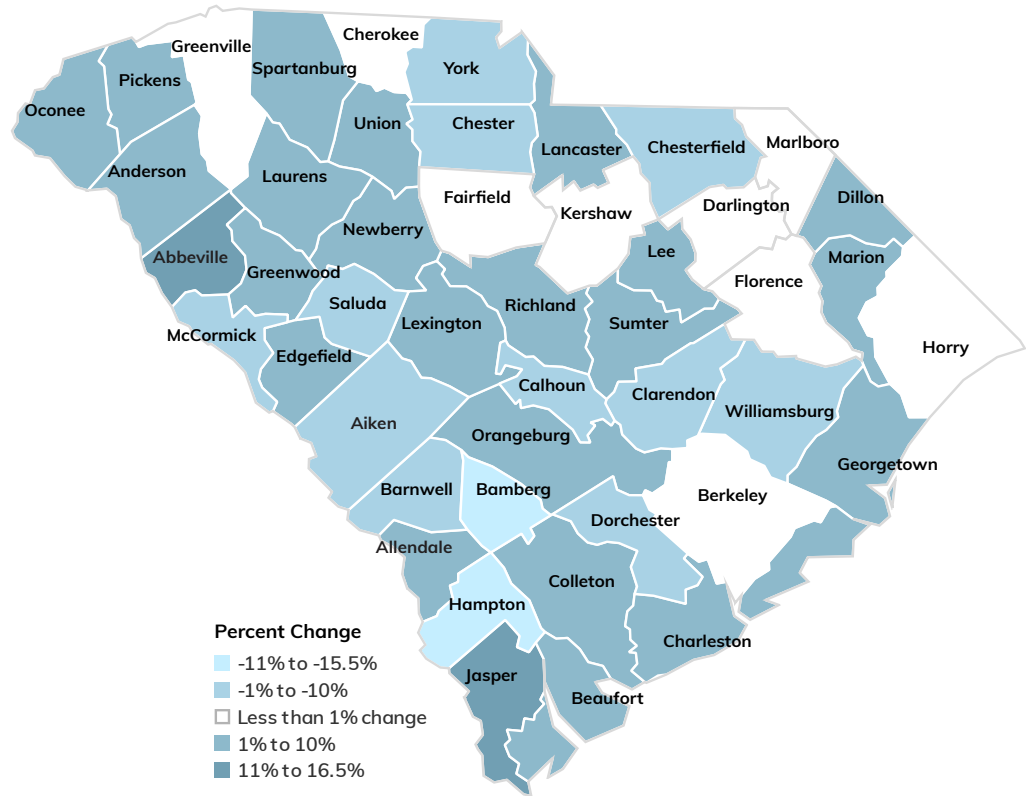 Cherokee
Greenville
Spartanburg
York
Pickens
Oconee
Union
Chester
Marlboro
Lancaster
Chesterfield
Anderson
Laurens
Fairfield
Dillon
Darlington
Kershaw
Newberry
Lee
Abbeville
Marion
Greenwood
Florence
Saluda
Richland
Lexington
Sumter
McCormick
Horry
Edgefield
Calhoun
Clarendon
Williamsburg
Aiken
Orangeburg
Georgetown
Barnwell
Bamberg
Berkeley
Dorchester
Allendale
Colleton
Hampton
Charleston
Jasper
Beaufort
Percent Change
-11% to -15.5%
-1% to -10%
Less than 1% change
1% to 10%
11% to 16.5%